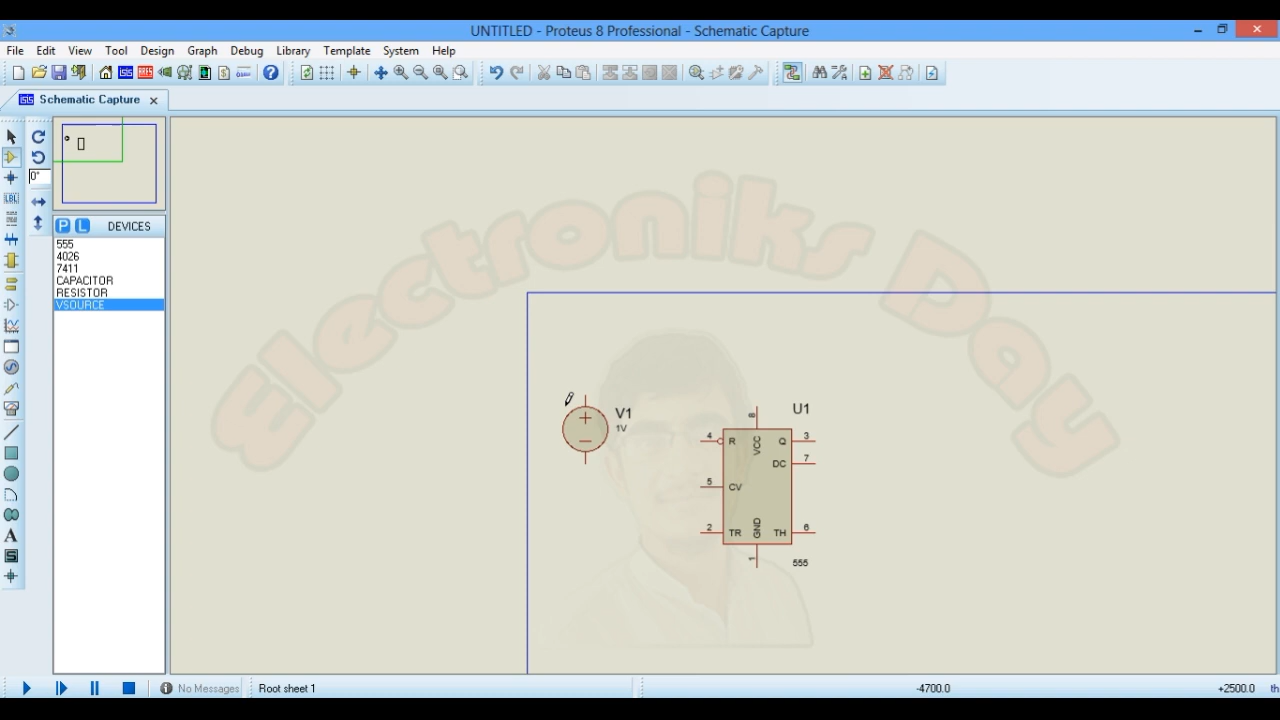 UNTITLED - Proteus 8 Professional - Schematic Capture
File Edit View Tool Design Graph Debug Library Template System Help
Schematic Capture
0°
P L DEVICES
555
4026
7411
CAPACITOR
RESISTOR
VSOURCE
LBL
A
S
Electroniks Day
V1
1V
U1
8
4 R VCC Q 3
DC 7
5 CV
2 TR GND TH 6
1
555
No Messages Root sheet 1 -4700.0 +2500.0 th